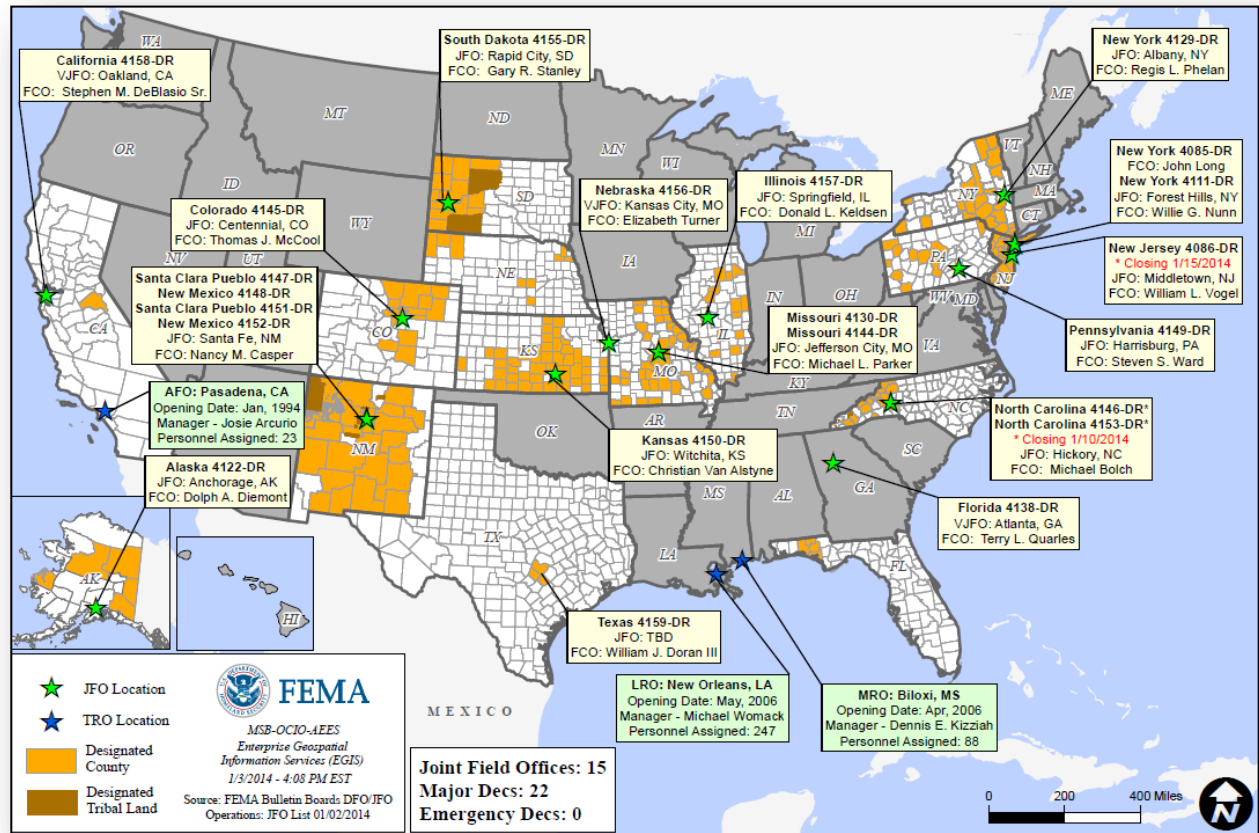 California 4158-DR
VJFO: Oakland, CA
FCO: Stephen M. DeBlasio Sr.
South Dakota 4155-DR
JFO: Rapid City, SD
FCO: Gary R. Stanley
New York 4129-DR
JFO: Albany, NY
FCO: Regis L. Phelan
New York 4085-DR
FCO: John Long
New York 4111-DR
JFO: Forest Hills, NY
FCO: Willie G. Nunn
Nebraska 4156-DR
VJFO: Kansas City, MO
FCO: Elizabeth Turner
Illinois 4157-DR
JFO: Springfield, IL
FCO: Donald L. Keldsen
Colorado 4145-DR
JFO: Centennial, CO
FCO: Thomas J. McCool
New Jersey 4086-DR
* Closing 1/15/2014
JFO: Middletown, NJ
FCO: William L. Vogel
Santa Clara Pueblo 4147-DR
New Mexico 4148-DR
Santa Clara Pueblo 4151-DR
New Mexico 4152-DR
JFO: Santa Fe, NM
FCO: Nancy M. Casper
Missouri 4130-DR
Missouri 4144-DR
JFO: Jefferson City, MO
FCO: Michael L. Parker
Pennsylvania 4149-DR
JFO: Harrisburg, PA
FCO: Steven S. Ward
AFO: Pasadena, CA
Opening Date: Jan, 1994
Manager - Josie Arcurio
Personnel Assigned: 23
North Carolina 4146-DR*
North Carolina 4153-DR*
* Closing 1/10/2014
JFO: Hickory, NC
FCO: Michael Bolch
Kansas 4150-DR
JFO: Witchita, KS
FCO: Christian Van Alstyne
Alaska 4122-DR
JFO: Anchorage, AK
FCO: Dolph A. Diemont
Florida 4138-DR
VJFO: Atlanta, GA
FCO: Terry L. Quarles
Texas 4159-DR
JFO: TBD
FCO: William J. Doran III
LRO: New Orleans, LA
Opening Date: May, 2006
Manager - Michael Womack
Personnel Assigned: 247
MRO: Biloxi, MS
Opening Date: Apr, 2006
Manager - Dennis E. Kizziah
Personnel Assigned: 88
WA
MT
ND
MN
ME
OR
ID
WY
SD
WI
MI
NY
VT
NH
MA
CT
NV
UT
NE
IA
PA
NJ
CA
CO
KS
MO
IL
IN
OH
WV
MD
VA
KY
NM
OK
AR
TN
NC
SC
TX
LA
MS
AL
GA
FL
AK
HI
MEXICO
JFO Location
TRO Location
Designated
County
Designated
Tribal Land
FEMA
MSB-OCIO-AEES
Enterprise Geospatial
Information Services (EGIS)
1/3/2014 - 4:08 PM EST
Source: FEMA Bulletin Boards DFO/JFO
Operations: JFO List 01/02/2014
Joint Field Offices: 15
Major Decs: 22
Emergency Decs: 0
0 200 400 Miles
N